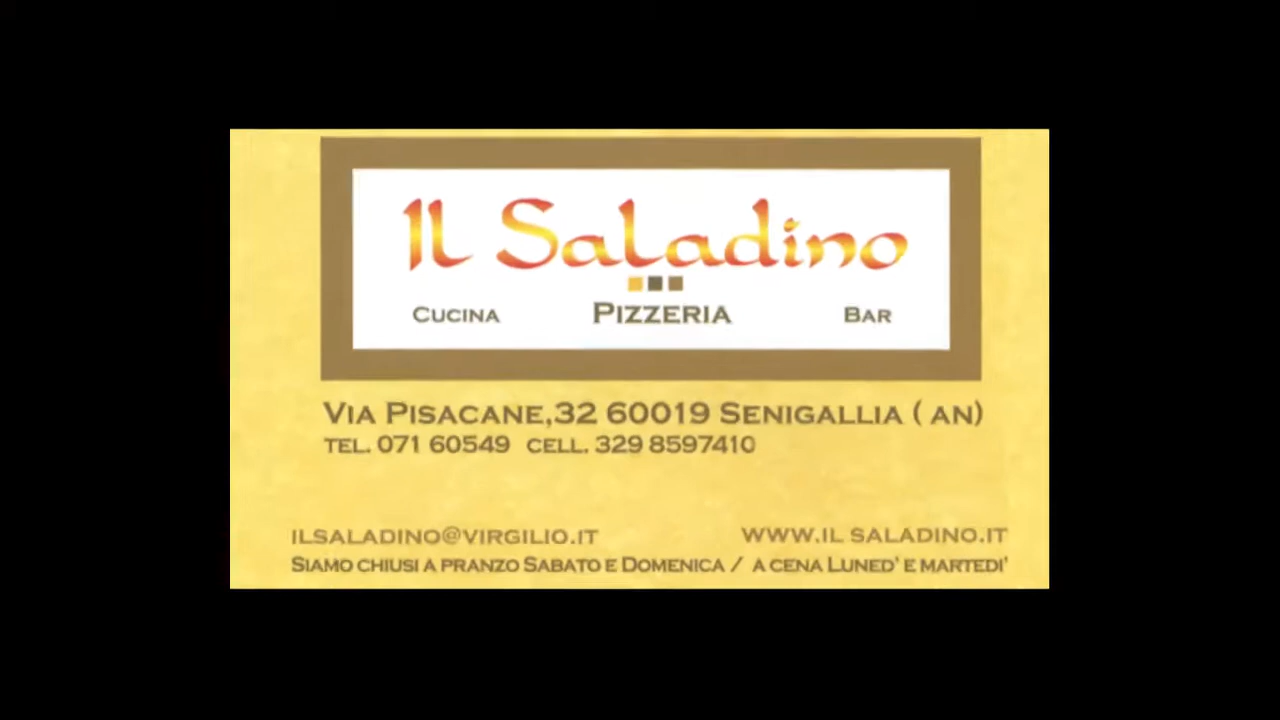 Il Saladino
Cucina Pizzeria Bar
Via Pisacane,32 60019 Senigallia ( an)
tel. 071 60549 cell. 329 8597410
ilsaladino@virgilio.it www.il saladino.it
Siamo chiusi a pranzo Sabato e Domenica / a cena Luned' e martedi'